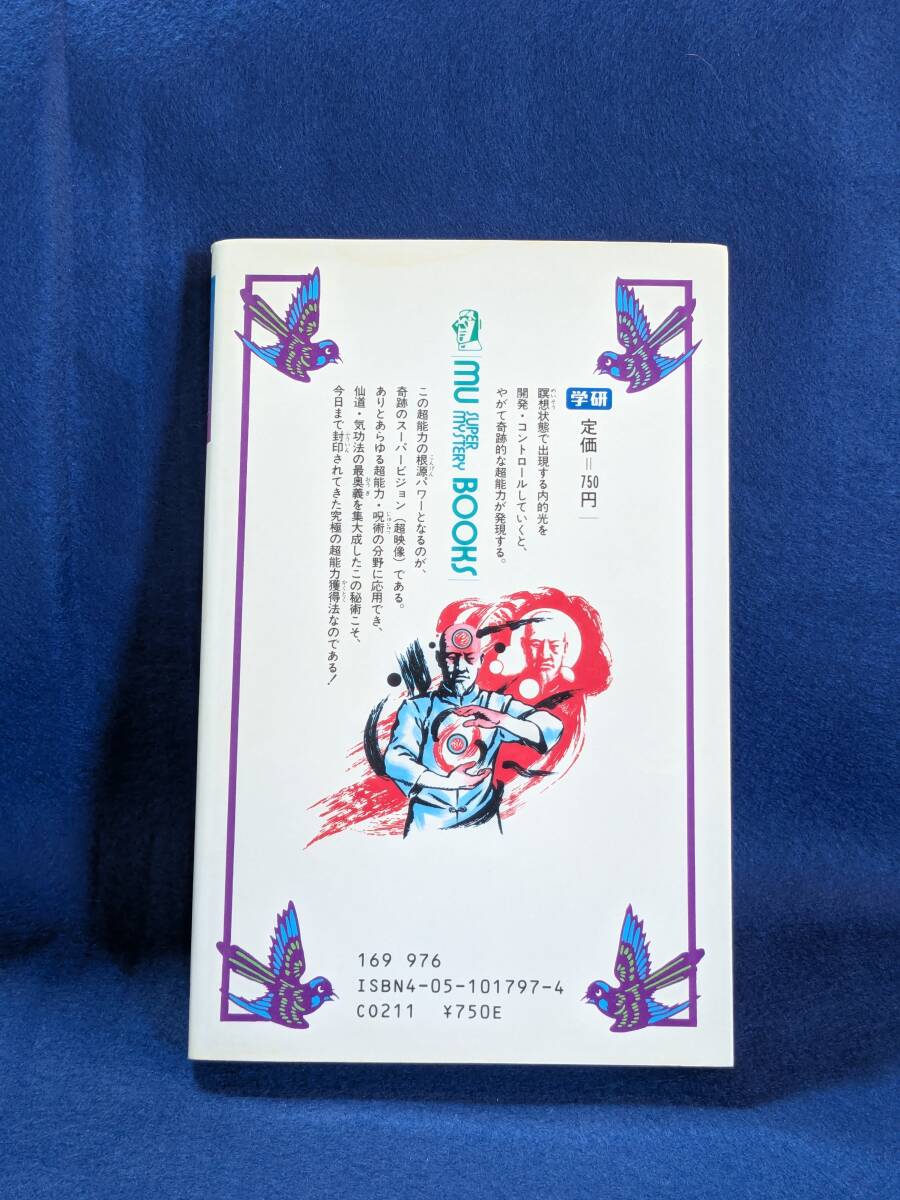 学研
定価＝750円
瞑想状態で出現する内的光を
開発・コントロールしていくと、
やがて奇跡的な超能力が発現する。
MU SUPER MYSTERY BOOKS
この超能力の根源パワーとなるのが、
奇跡のスーパービジョン（超映像）である。
ありとあらゆる超能力・呪術の分野に応用でき、
仙道・気功法の最奥義を集大成したこの秘術こそ、
今日まで封印されてきた究極の超能力獲得法なのである！
169 976
ISBN4-05-101797-4
C0211 ¥750E